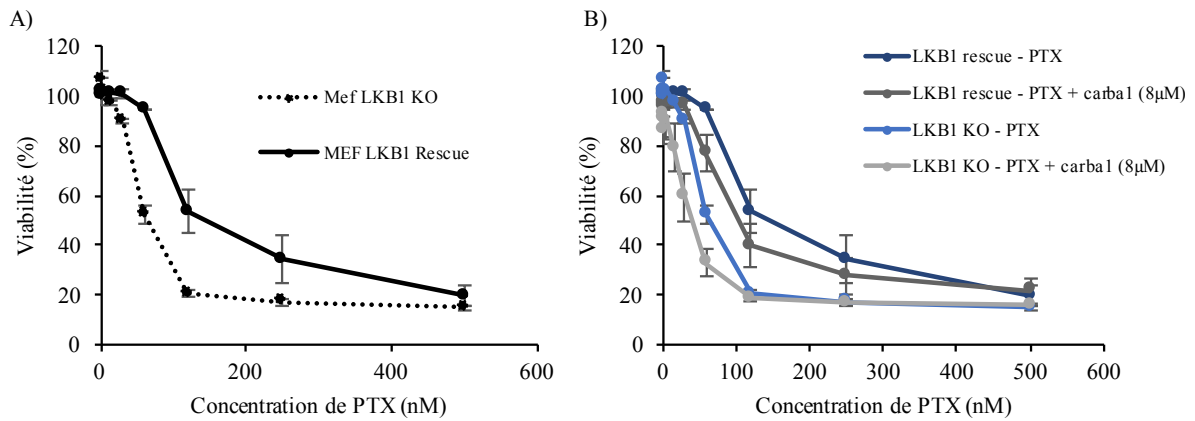 A)
Viabilité (%)
120
100
80
60
40
20
0
0
200
400
600
Concentration de PTX (nM)
Mef LKB1 KO
MEF LKB1 Rescue
B)
Viabilité (%)
120
100
80
60
40
20
0
0
100
200
300
400
500
600
Concentration de PTX (nM)
LKB1 rescue - PTX
LKB1 rescue - PTX + carba1 (8µM)
LKB1 KO - PTX
LKB1 KO - PTX + carba1 (8µM)